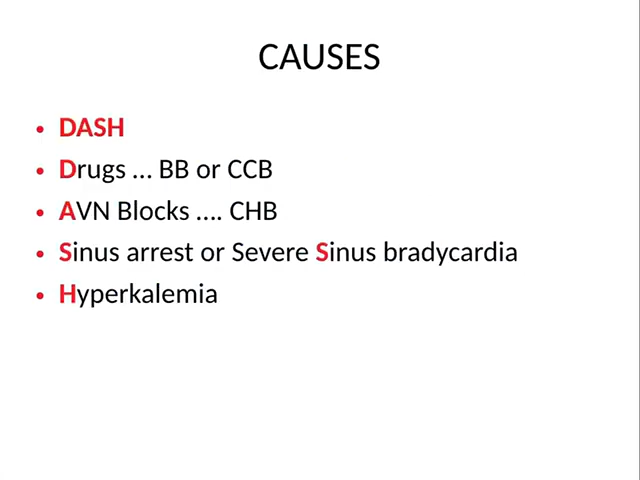 CAUSES
• DASH
• Drugs ... BB or CCB
• AVN Blocks .... CHB
• Sinus arrest or Severe Sinus bradycardia
• Hyperkalemia